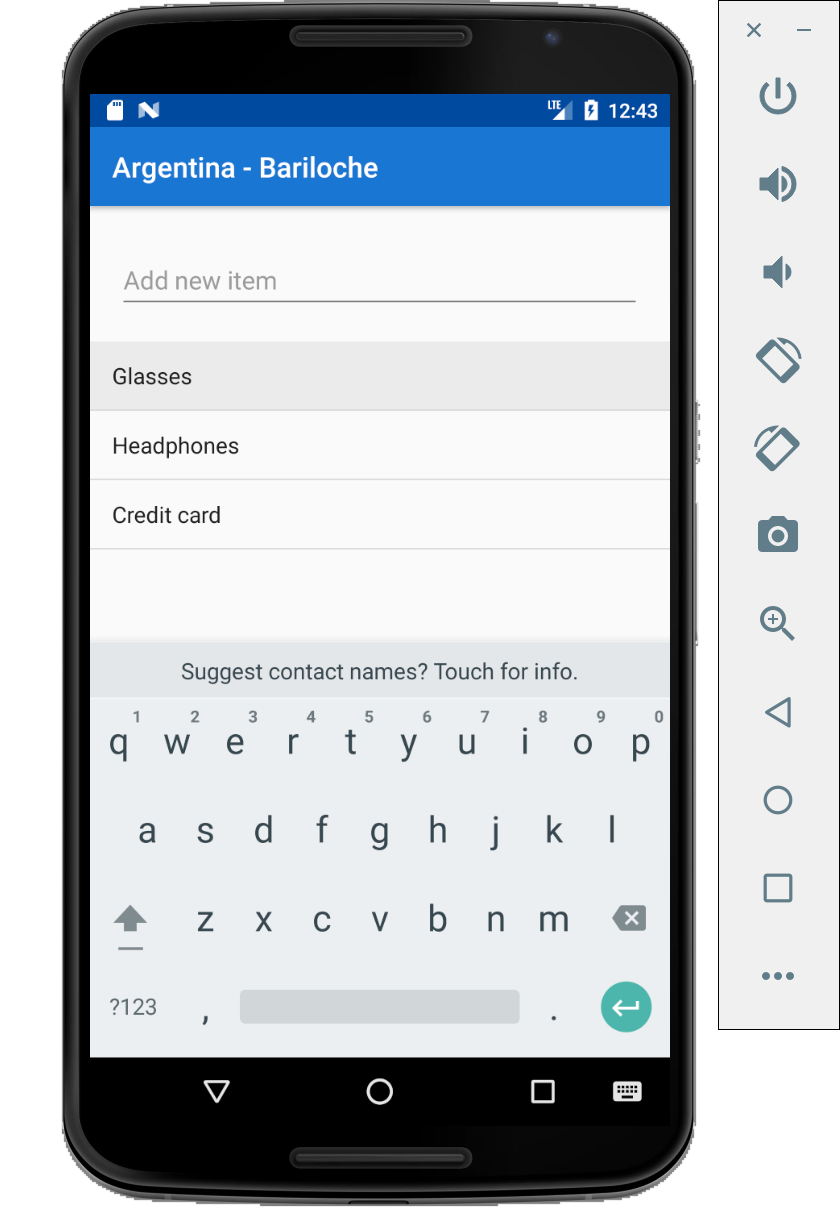 LTE 12:43
Argentina - Bariloche
Add new item
Glasses
Headphones
Credit card
Suggest contact names? Touch for info.
1 2 3 4 5 6 7 8 9 0
q w e r t y u i o p
a s d f g h j k l
z x c v b n m
?123 , .